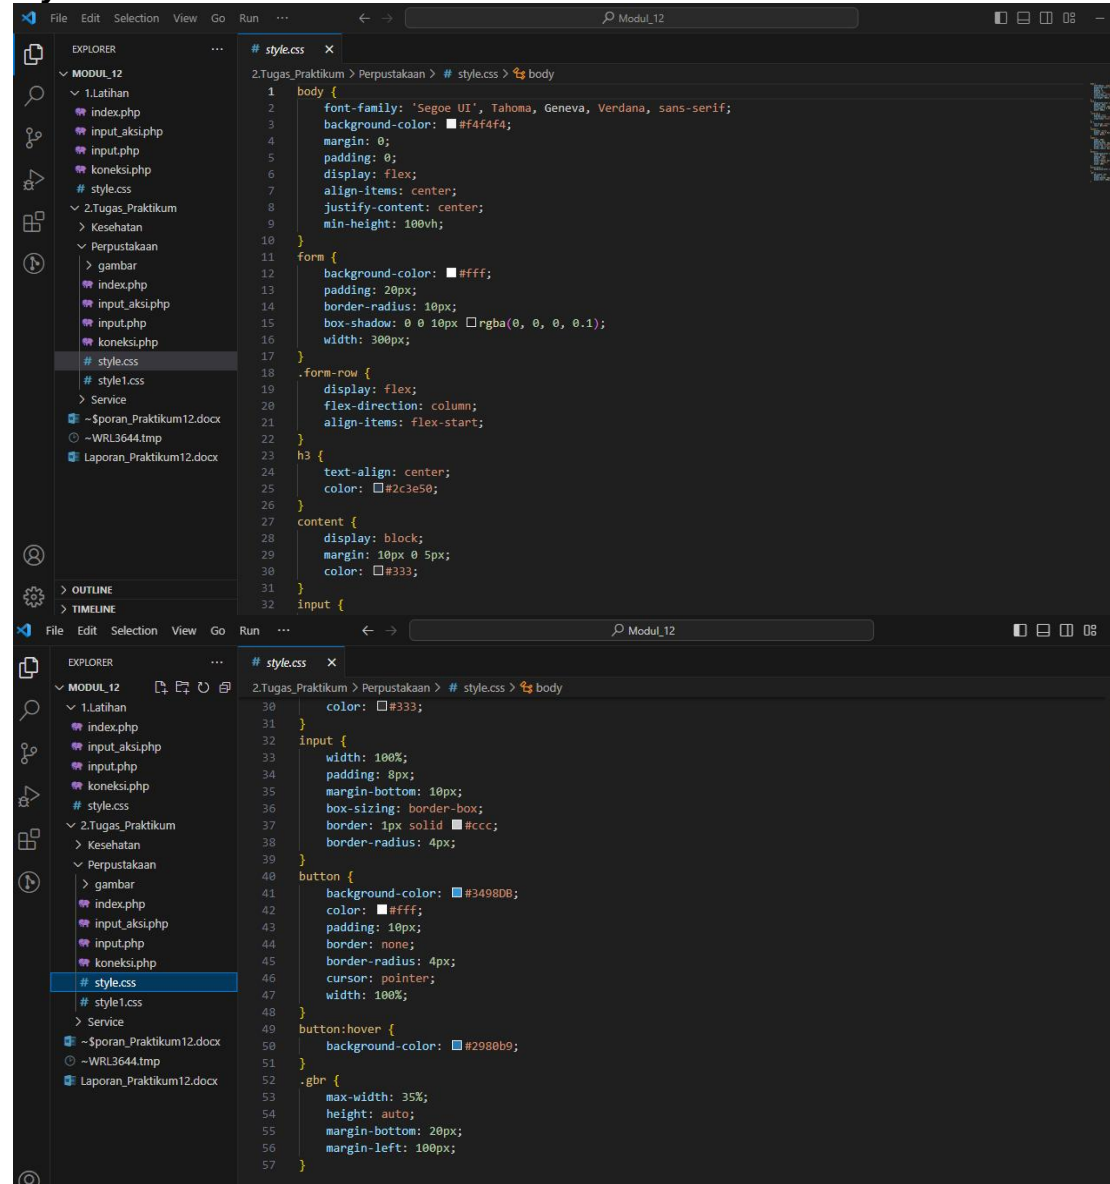 File Edit Selection View Go Run ··· ← → Modul_12
EXPLORER ···
MODUL_12
1.Latihan
index.php
input_aksi.php
input.php
koneksi.php
# style.css
2.Tugas_Praktikum
Kesehatan
Perpustakaan
gambar
index.php
input_aksi.php
input.php
koneksi.php
# style.css
# style1.css
Service
~$poran_Praktikum12.docx
~WRL3644.tmp
Laporan_Praktikum12.docx
OUTLINE
TIMELINE
# style.css ×
2.Tugas_Praktikum > Perpustakaan > # style.css > body
1 body {
2 font-family: 'Segoe UI', Tahoma, Geneva, Verdana, sans-serif;
3 background-color: #f4f4f4;
4 margin: 0;
5 padding: 0;
6 display: flex;
7 align-items: center;
8 justify-content: center;
9 min-height: 100vh;
10 }
11 form {
12 background-color: #fff;
13 padding: 20px;
14 border-radius: 10px;
15 box-shadow: 0 0 10px rgba(0, 0, 0, 0.1);
16 width: 300px;
17 }
18 .form-row {
19 display: flex;
20 flex-direction: column;
21 align-items: flex-start;
22 }
23 h3 {
24 text-align: center;
25 color: #2c3e50;
26 }
27 content {
28 display: block;
29 margin: 10px 0 5px;
30 color: #333;
31 }
32 input {
File Edit Selection View Go Run ··· ← → Modul_12
EXPLORER ···
MODUL_12
1.Latihan
index.php
input_aksi.php
input.php
koneksi.php
# style.css
2.Tugas_Praktikum
Kesehatan
Perpustakaan
gambar
index.php
input_aksi.php
input.php
koneksi.php
# style.css
# style1.css
Service
~$poran_Praktikum12.docx
~WRL3644.tmp
Laporan_Praktikum12.docx
# style.css ×
2.Tugas_Praktikum > Perpustakaan > # style.css > body
30 color: #333;
31 }
32 input {
33 width: 100%;
34 padding: 8px;
35 margin-bottom: 10px;
36 box-sizing: border-box;
37 border: 1px solid #ccc;
38 border-radius: 4px;
39 }
40 button {
41 background-color: #3498DB;
42 color: #fff;
43 padding: 10px;
44 border: none;
45 border-radius: 4px;
46 cursor: pointer;
47 width: 100%;
48 }
49 button:hover {
50 background-color: #2980b9;
51 }
52 .gbr {
53 max-width: 35%;
54 height: auto;
55 margin-bottom: 20px;
56 margin-left: 100px;
57 }